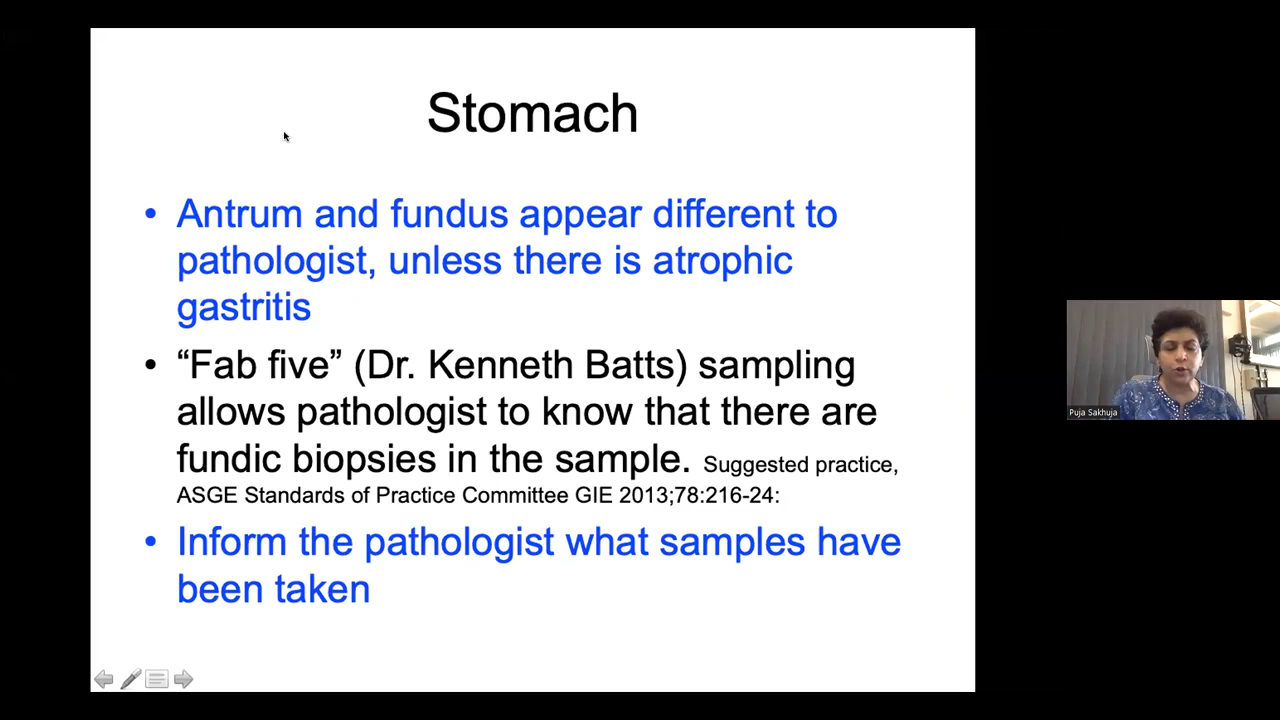 Stomach
• Antrum and fundus appear different to
pathologist, unless there is atrophic
gastritis
• “Fab five” (Dr. Kenneth Batts) sampling
allows pathologist to know that there are
fundic biopsies in the sample. Suggested practice,
ASGE Standards of Practice Committee GIE 2013;78:216-24:
• Inform the pathologist what samples have
been taken
Puja Sakhuja